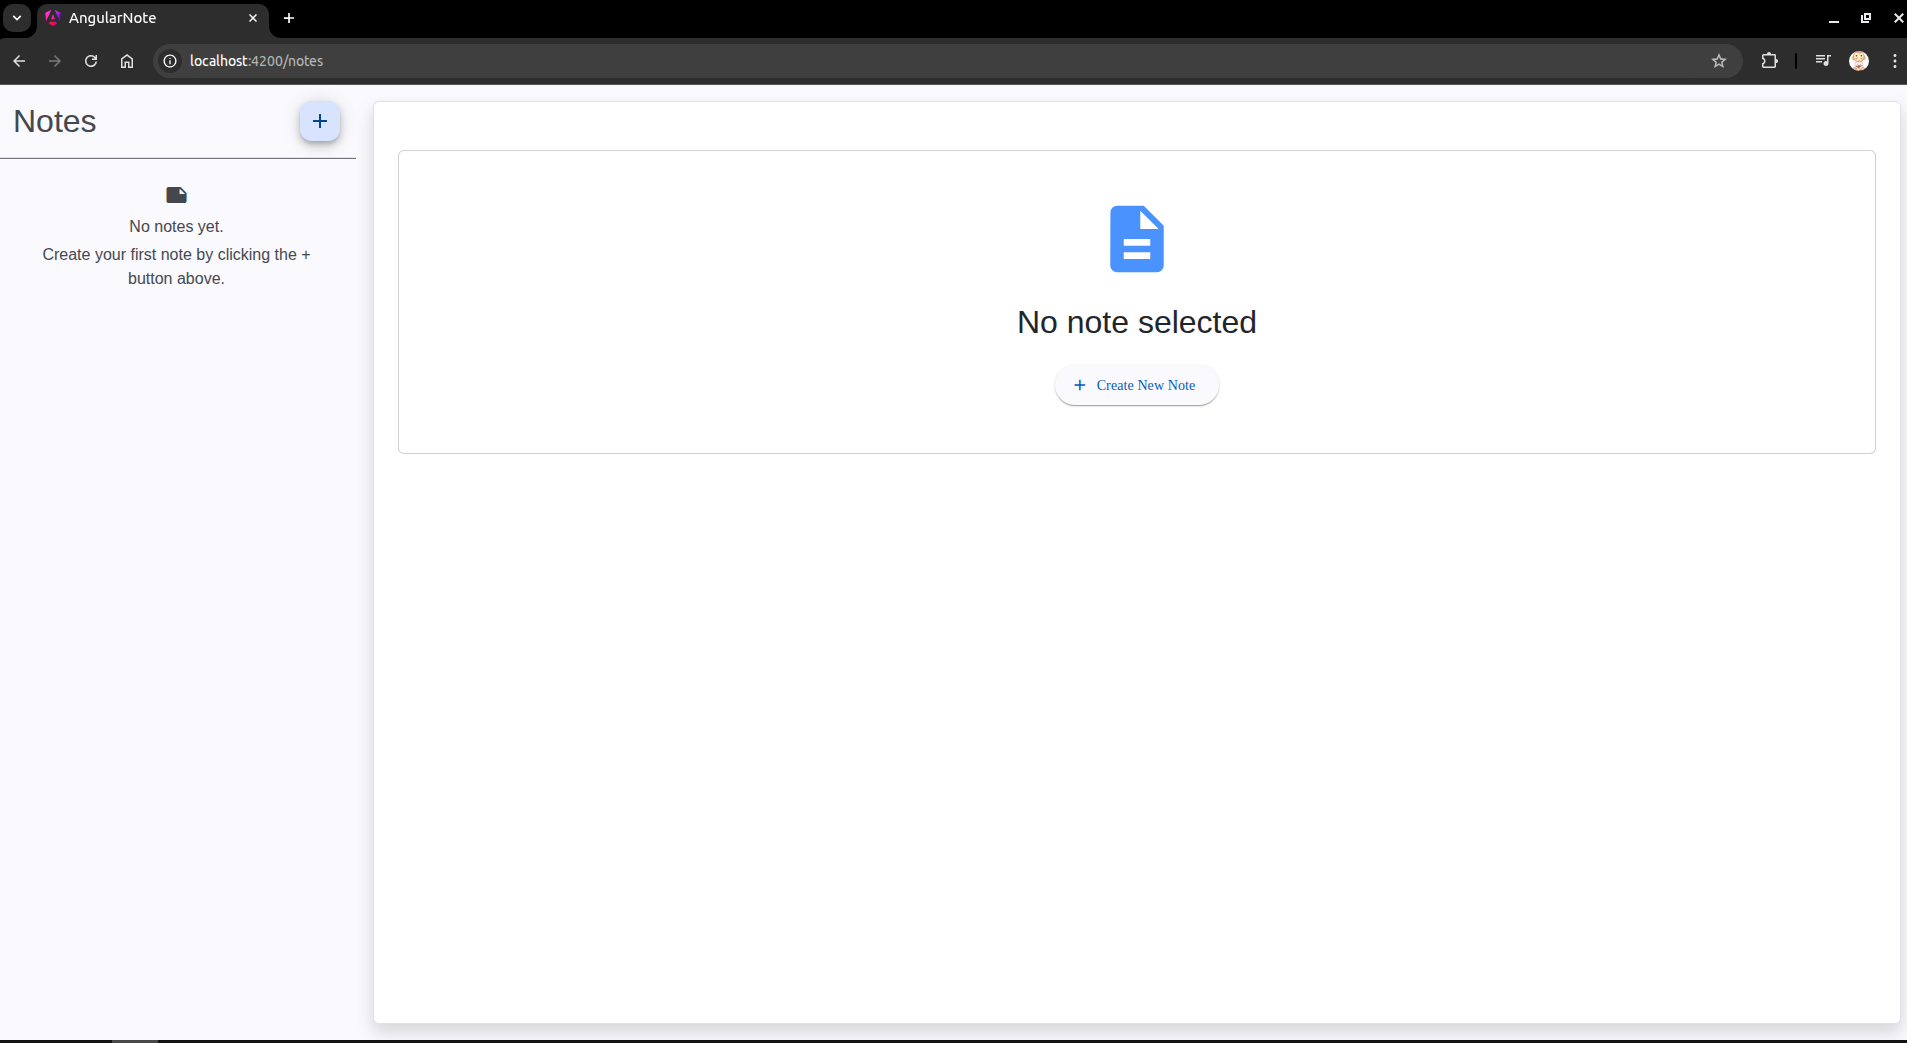 AngularNote
localhost:4200/notes
Notes
No notes yet.
Create your first note by clicking the +
button above.
No note selected
Create New Note